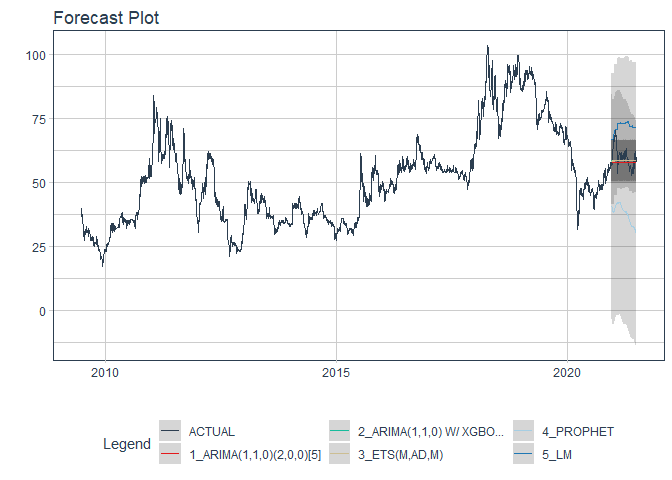 Forecast Plot
100
75
50
25
0
2010 2015 2020
Legend
ACTUAL
1_ARIMA(1,1,0)(2,0,0)[5]
2_ARIMA(1,1,0) W/ XGBO...
3_ETS(M,AD,M)
4_PROPHET
5_LM